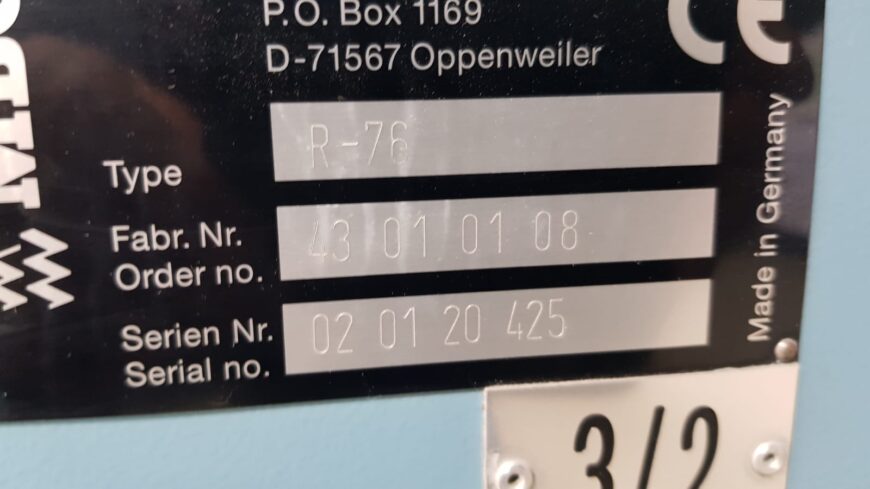 P.O. Box 1169
D-71567 Oppenweiler
CE
Type R-76
Fabr. Nr.
Order no. 43 01 01 08
Serien Nr.
Serial no. 02 01 20 425
Made in Germany
3/2